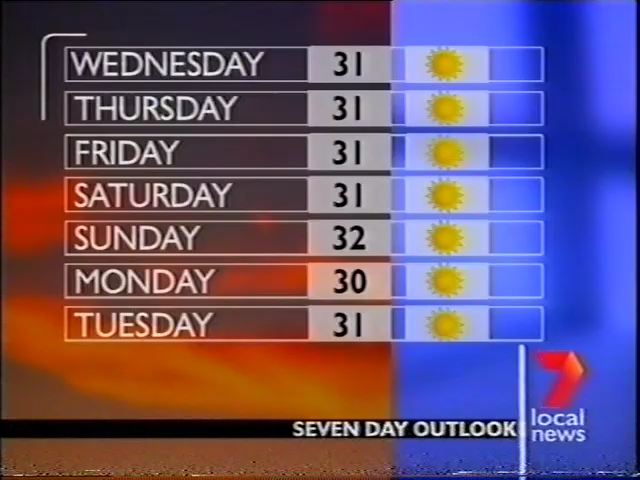 WEDNESDAY 31
THURSDAY 31
FRIDAY 31
SATURDAY 31
SUNDAY 32
MONDAY 30
TUESDAY 31
SEVEN DAY OUTLOOK
7
local
news